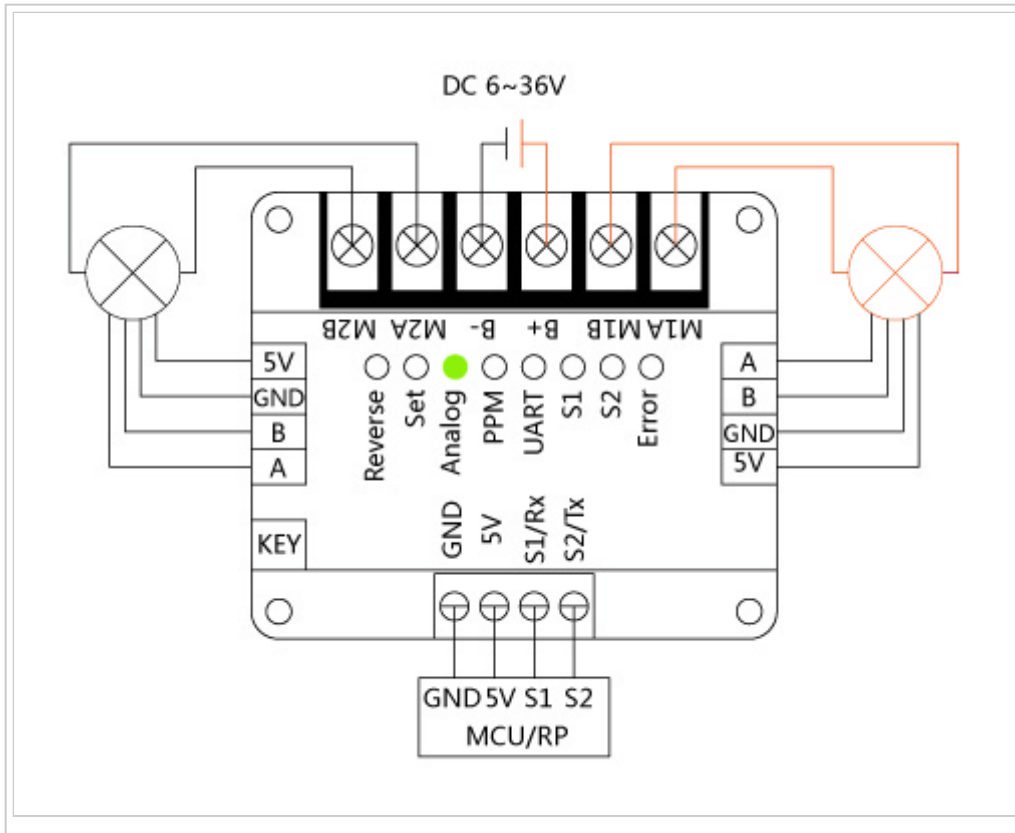 DC 6~36V
M2B M2A B- B+ M1B M1A
5V
GND
B
A
KEY
Reverse Set Analog PPM UART S1 S2 Error
A
B
GND
5V
GND 5V S1/Rx S2/Tx
GND 5V S1 S2
MCU/RP